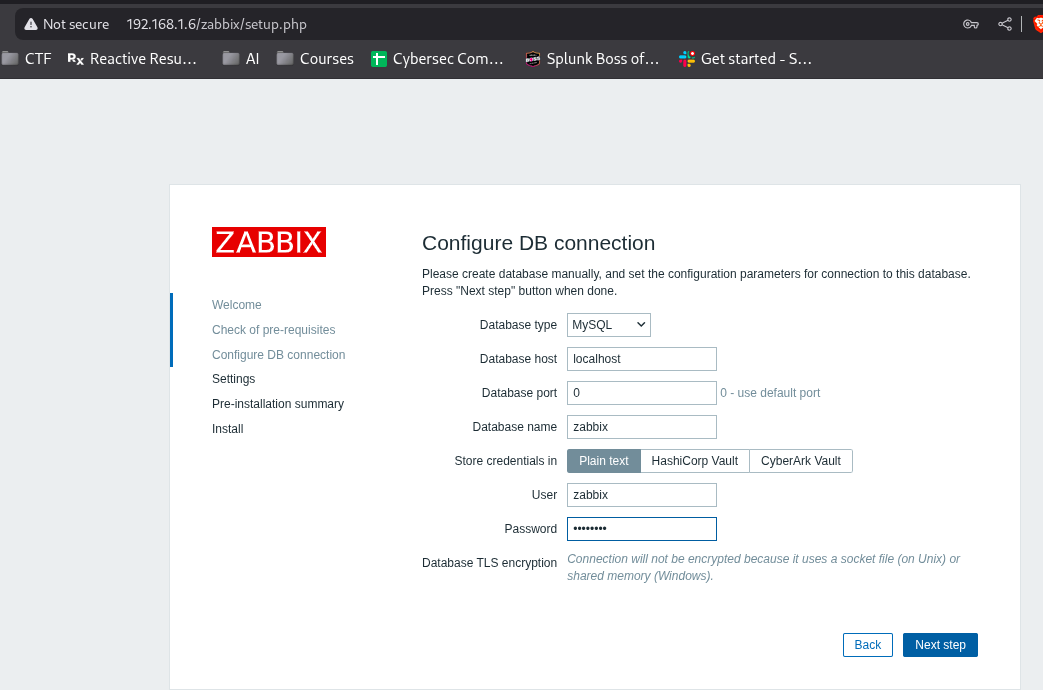 Not secure 192.168.1.6/zabbix/setup.php
CTF Rx Reactive Resu... AI Courses Cybersec Com... Splunk Boss of... Get started - S...
ZABBIX
Welcome
Check of pre-requisites
Configure DB connection
Settings
Pre-installation summary
Install
Configure DB connection
Please create database manually, and set the configuration parameters for connection to this database.
Press "Next step" button when done.
Database type MySQL
Database host localhost
Database port 0 0 - use default port
Database name zabbix
Store credentials in Plain text HashiCorp Vault CyberArk Vault
User zabbix
Password ••••••••
Database TLS encryption Connection will not be encrypted because it uses a socket file (on Unix) or
shared memory (Windows).
Back Next step